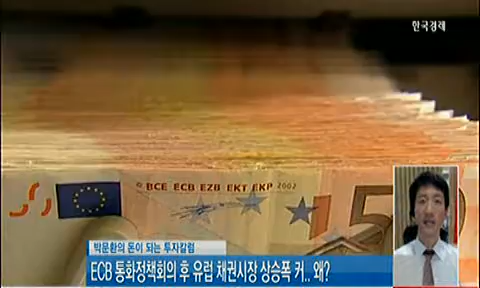 한국경제
BCE ECB EZB EKT EKP 2002
5
박문환의 돈이 되는 투자칼럼
ECB 통화정책회의 후 유럽 채권시장 상승폭 커.. 왜?